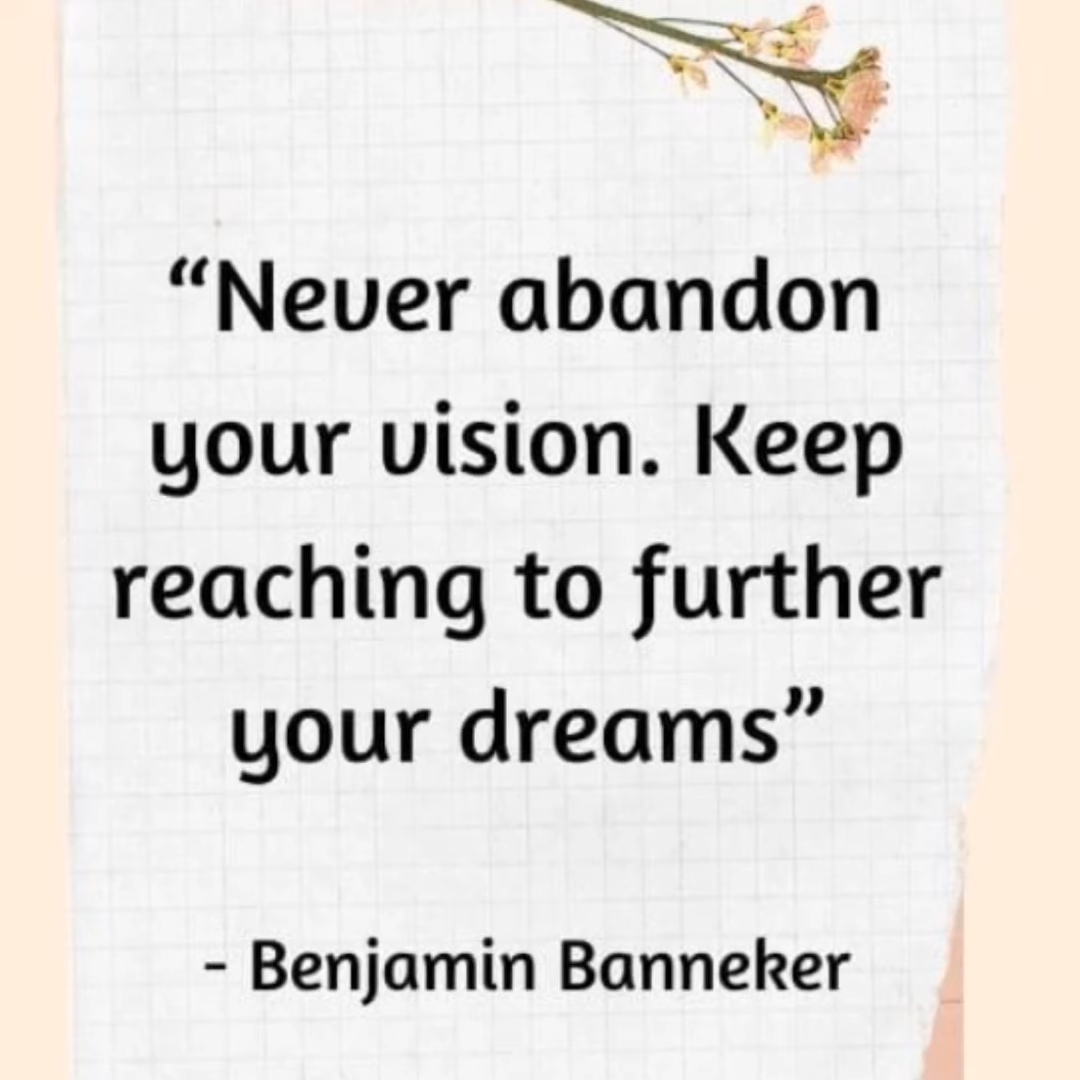 “Never abandon
your vision. Keep
reaching to further
your dreams”
- Benjamin Banneker